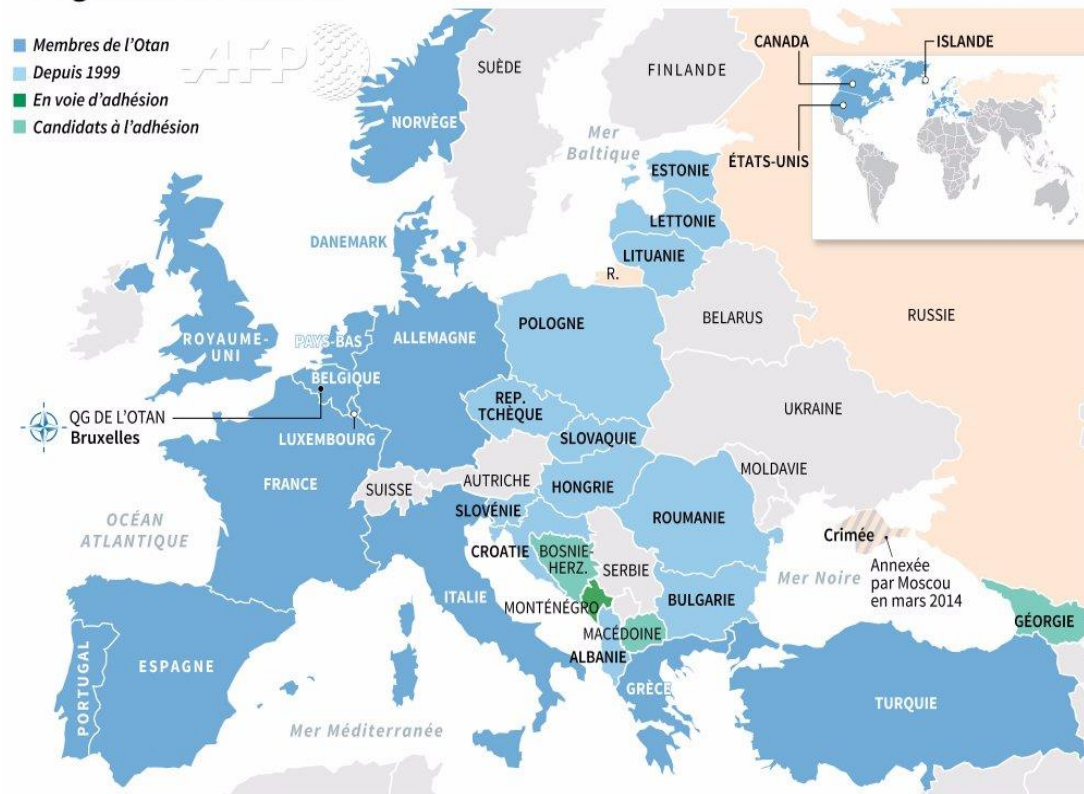 Membres de l'Otan
Depuis 1999
En voie d'adhésion
Candidats à l'adhésion
AFP
CANADA
ISLANDE
ÉTATS-UNIS
SUÈDE
FINLANDE
NORVÈGE
Mer
Baltique
ESTONIE
LETTONIE
LITUANIE
R.
DANEMARK
BELARUS
RUSSIE
ROYAUME-
UNI
PAYS-BAS
ALLEMAGNE
POLOGNE
BELGIQUE
QG DE L'OTAN
Bruxelles
LUXEMBOURG
REP.
TCHÈQUE
SLOVAQUIE
UKRAINE
MOLDAVIE
FRANCE
SUISSE
AUTRICHE
HONGRIE
SLOVÉNIE
ROUMANIE
OCÉAN
ATLANTIQUE
CROATIE
BOSNIE-
HERZ.
SERBIE
Crimée
Annexée
par Moscou
en mars 2014
Mer Noire
ITALIE
MONTÉNÉGRO
BULGARIE
GÉORGIE
MACÉDOINE
ALBANIE
PORTUGAL
ESPAGNE
GRÈCE
TURQUIE
Mer Méditerranée